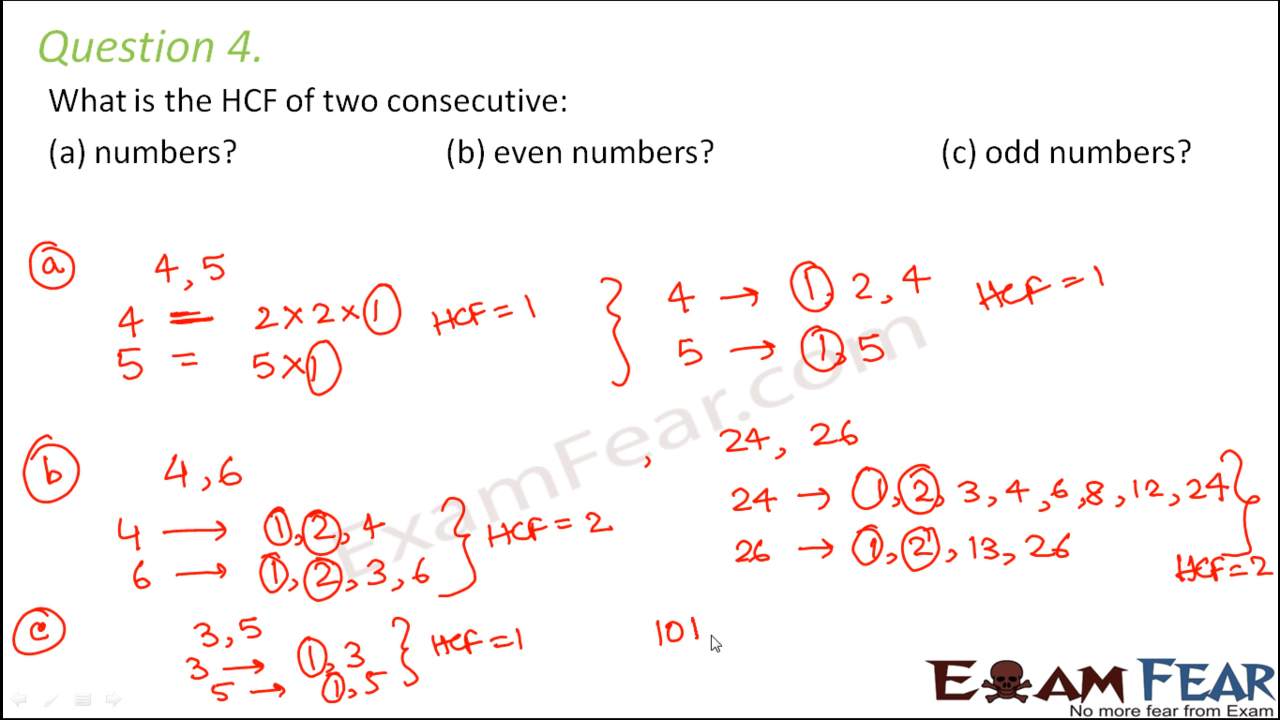 Question 4.
What is the HCF of two consecutive:
(a) numbers? (b) even numbers? (c) odd numbers?
a 4, 5
4 = 2 × 2 × 1 HCF = 1 } 4 → 1, 2, 4 HCF = 1
5 = 5 × 1 5 → 1, 5
b 4, 6 , 24, 26
4 → 1, 2, 4 } HCF = 2 24 → 1, 2, 3, 4, 6, 8, 12, 24 }
6 → 1, 2, 3, 6 26 → 1, 2, 13, 26 HCF = 2
c 3, 5 101
3 → 1, 3 } HCF = 1
5 → 1, 5
ExamFear.com
EXAM FEAR
No more fear from Exam